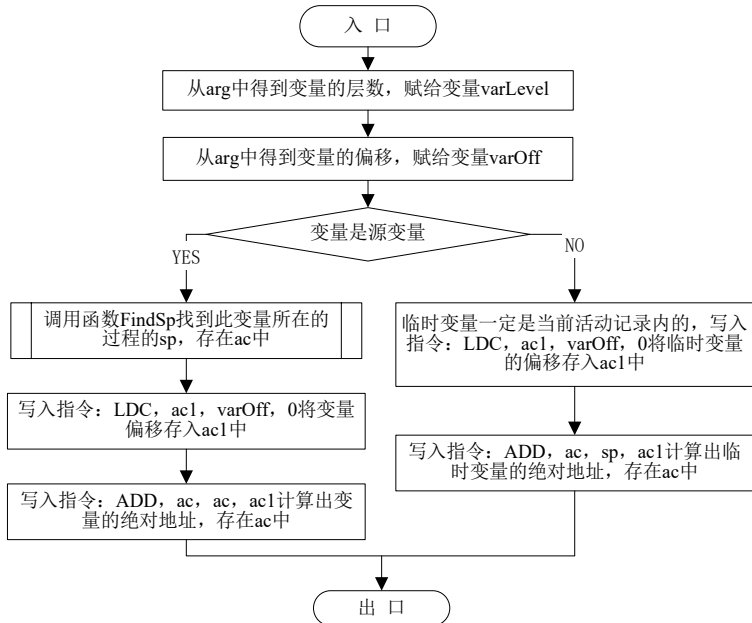 入 口
从arg中得到变量的层数，赋给变量varLevel
从arg中得到变量的偏移，赋给变量varOff
变量是源变量
YES
NO
调用函数FindSp找到此变量所在的
过程的sp，存在ac中
写入指令：LDC，ac1，varOff，0将变量
偏移存入ac1中
写入指令：ADD，ac，ac，ac1计算出变
量的绝对地址，存在ac中
临时变量一定是当前活动记录内的，写入
指令：LDC，ac1，varOff，0将临时变量
的偏移存入ac1中
写入指令：ADD，ac，sp，ac1计算出临
时变量的绝对地址，存在ac中
出 口